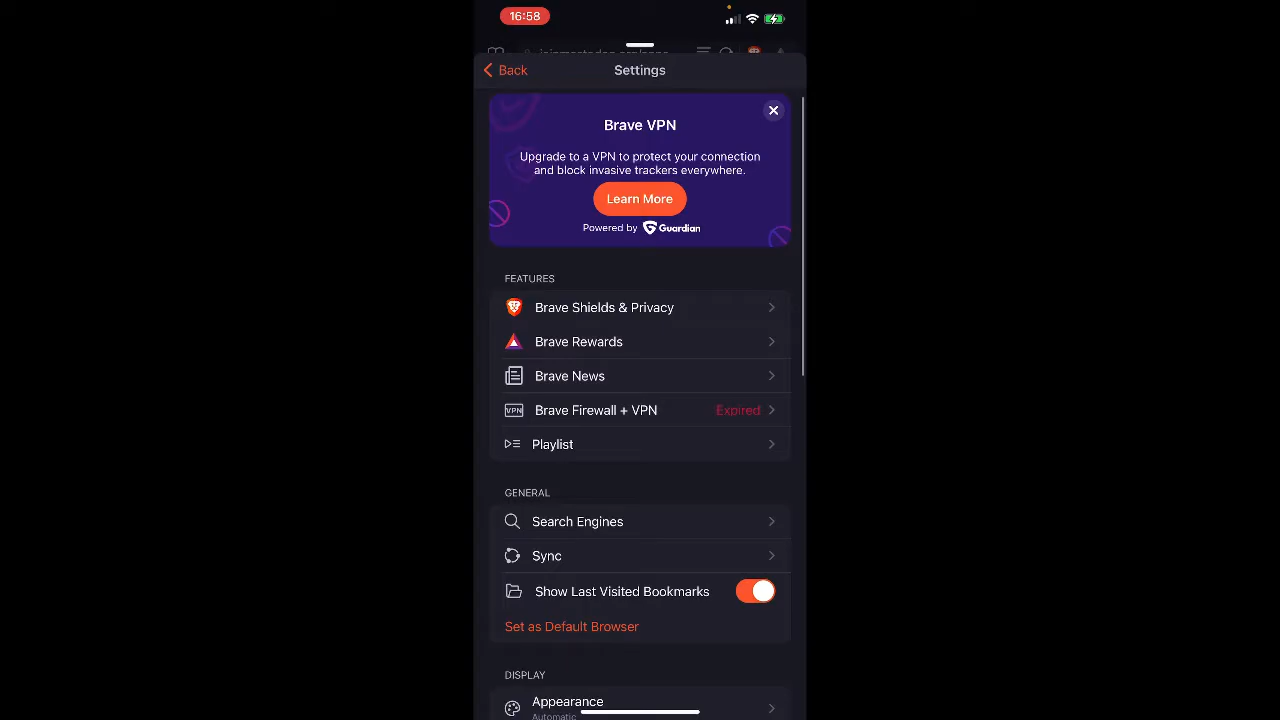 16:58
Back
Settings
Brave VPN
Upgrade to a VPN to protect your connection
and block invasive trackers everywhere.
Learn More
Powered by Guardian
FEATURES
Brave Shields & Privacy
Brave Rewards
Brave News
VPN Brave Firewall + VPN Expired
Playlist
GENERAL
Search Engines
Sync
Show Last Visited Bookmarks
Set as Default Browser
DISPLAY
Appearance
Automatic